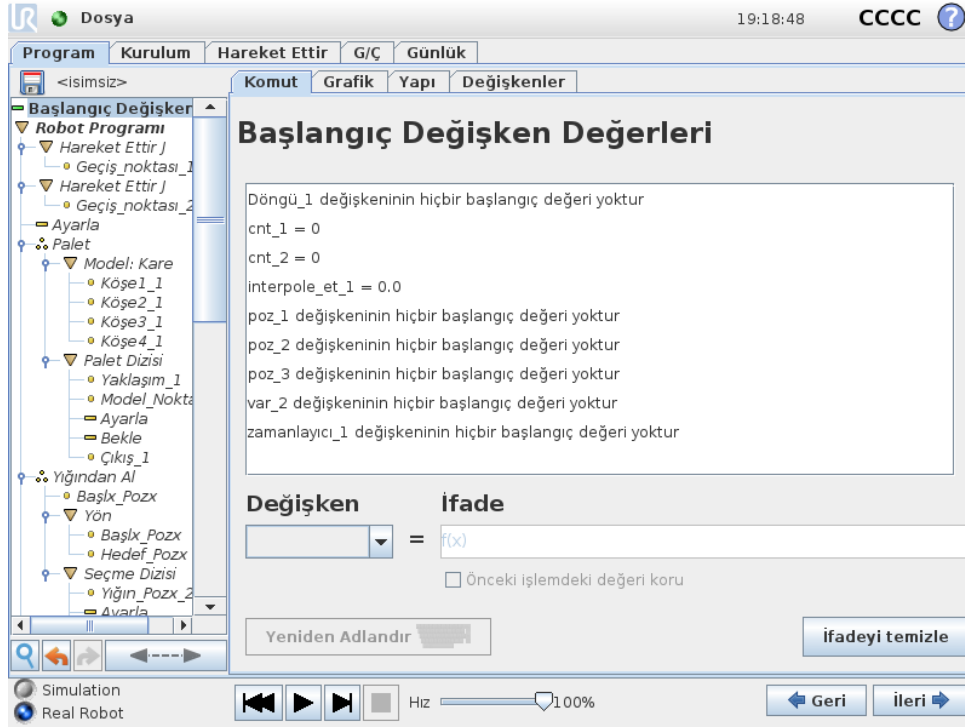 UR Dosya 19:18:48 CCCC ?
Program Kurulum Hareket Ettir G/Ç Günlük
<isimsiz>
Komut Grafik Yapı Değişkenler
Başlangıç Değişker
Robot Programı
Hareket Ettir J
Geçiş_noktası_1
Hareket Ettir J
Geçiş_noktası_2
Ayarla
Palet
Model: Kare
Köşe1_1
Köşe2_1
Köşe3_1
Köşe4_1
Palet Dizisi
Yaklaşım_1
Model_Nokta
Ayarla
Bekle
Çıkış_1
Yığından Al
Başlx_Pozx
Yön
Başlx_Pozx
Hedef_Pozx
Seçme Dizisi
Yığın_Pozx_2
Ayarla
Başlangıç Değişken Değerleri
Döngü_1 değişkeninin hiçbir başlangıç değeri yoktur
cnt_1 = 0
cnt_2 = 0
interpole_et_1 = 0.0
poz_1 değişkeninin hiçbir başlangıç değeri yoktur
poz_2 değişkeninin hiçbir başlangıç değeri yoktur
poz_3 değişkeninin hiçbir başlangıç değeri yoktur
var_2 değişkeninin hiçbir başlangıç değeri yoktur
zamanlayıcı_1 değişkeninin hiçbir başlangıç değeri yoktur
Değişken İfade
= f(x)
Önceki işlemdeki değeri koru
Yeniden Adlandır
İfadeyi temizle
Simulation
Real Robot
Hız 100%
Geri İleri